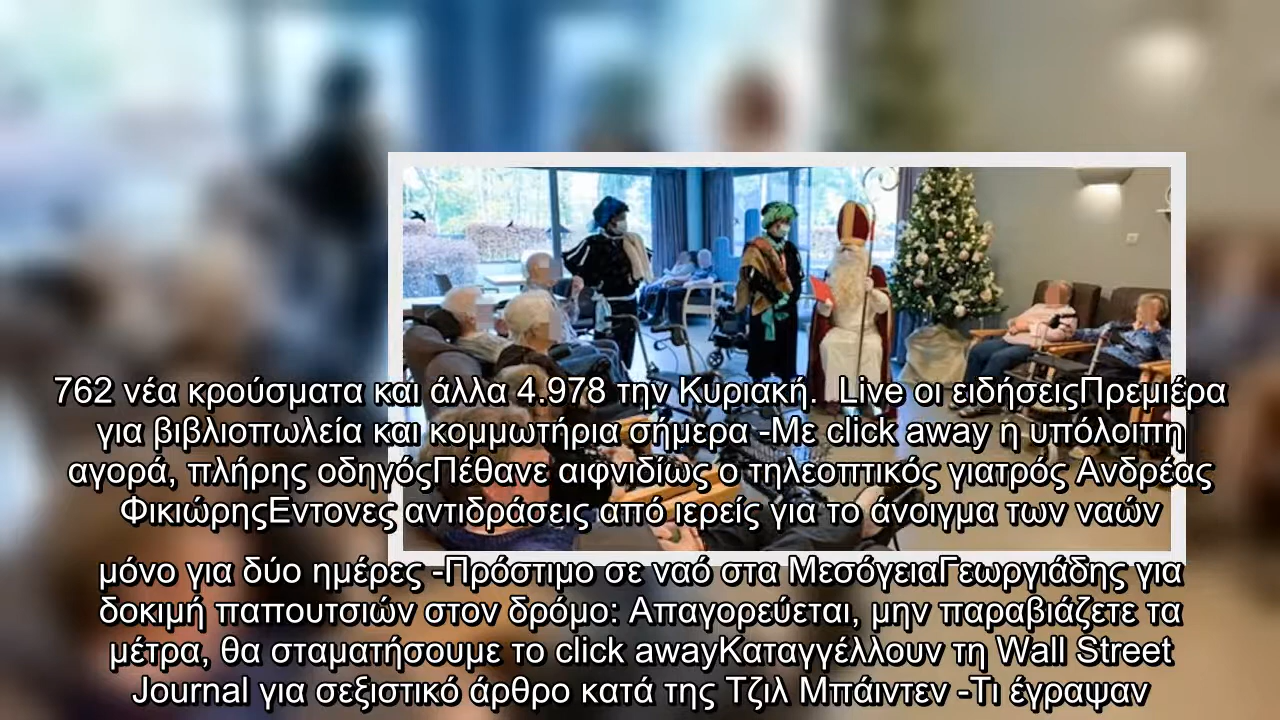 762 νέα κρούσματα και άλλα 4.978 την Κυριακή. Live οι ειδήσειςΠρεμιέρα
για βιβλιοπωλεία και κομμωτήρια σήμερα -Με click away η υπόλοιπη
αγορά, πλήρης οδηγόςΠέθανε αιφνιδίως ο τηλεοπτικός γιατρός Ανδρέας
ΦικιώρηςΕντονες αντιδράσεις από ιερείς για το άνοιγμα των ναών
μόνο για δύο ημέρες -Πρόστιμο σε ναό στα ΜεσόγειαΓεωργιάδης για
δοκιμή παπουτσιών στον δρόμο: Απαγορεύεται, μην παραβιάζετε τα
μέτρα, θα σταματήσουμε το click awayΚαταγγέλλουν τη Wall Street
Journal για σεξιστικό άρθρο κατά της Τζιλ Μπάιντεν -Τι έγραψαν